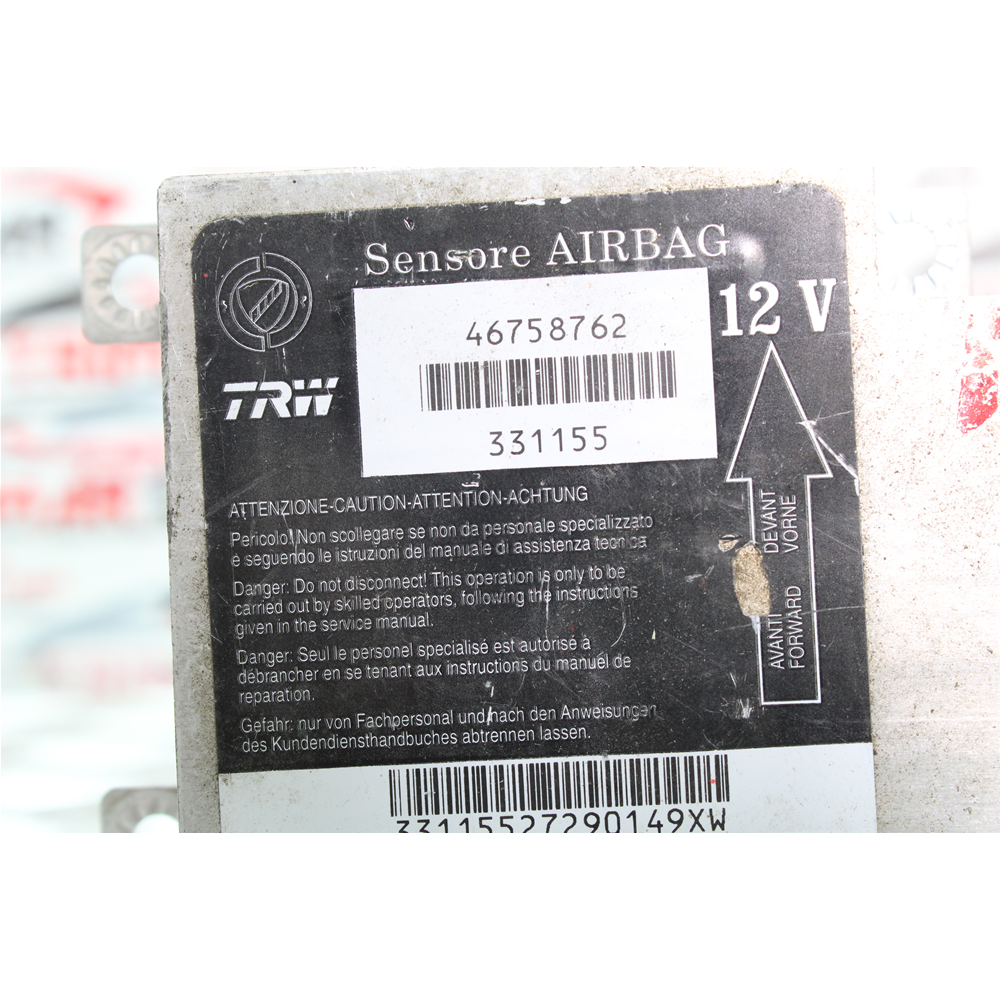 Sensore AIRBAG
12 V
46758762
331155
TRW
ATTENZIONE-CAUTION-ATTENTION-ACHTUNG
Pericolo! Non scollegare se non da personale specializzato
e seguendo le istruzioni del manuale di assistenza tecnica
Danger: Do not disconnect! This operation is only to be
carried out by skilled operators, following the instructions
given in the service manual.
Danger: Seul le personel specialisé est autorisé à
débrancher en se tenant aux instructions du manuel de
reparation.
Gefahr: nur von Fachpersonal und nach den Anweisungen
des Kundendiensthandbuches abtrennen lassen.
AVANTI DEVANT
FORWARD VORNE
33115527290149XW